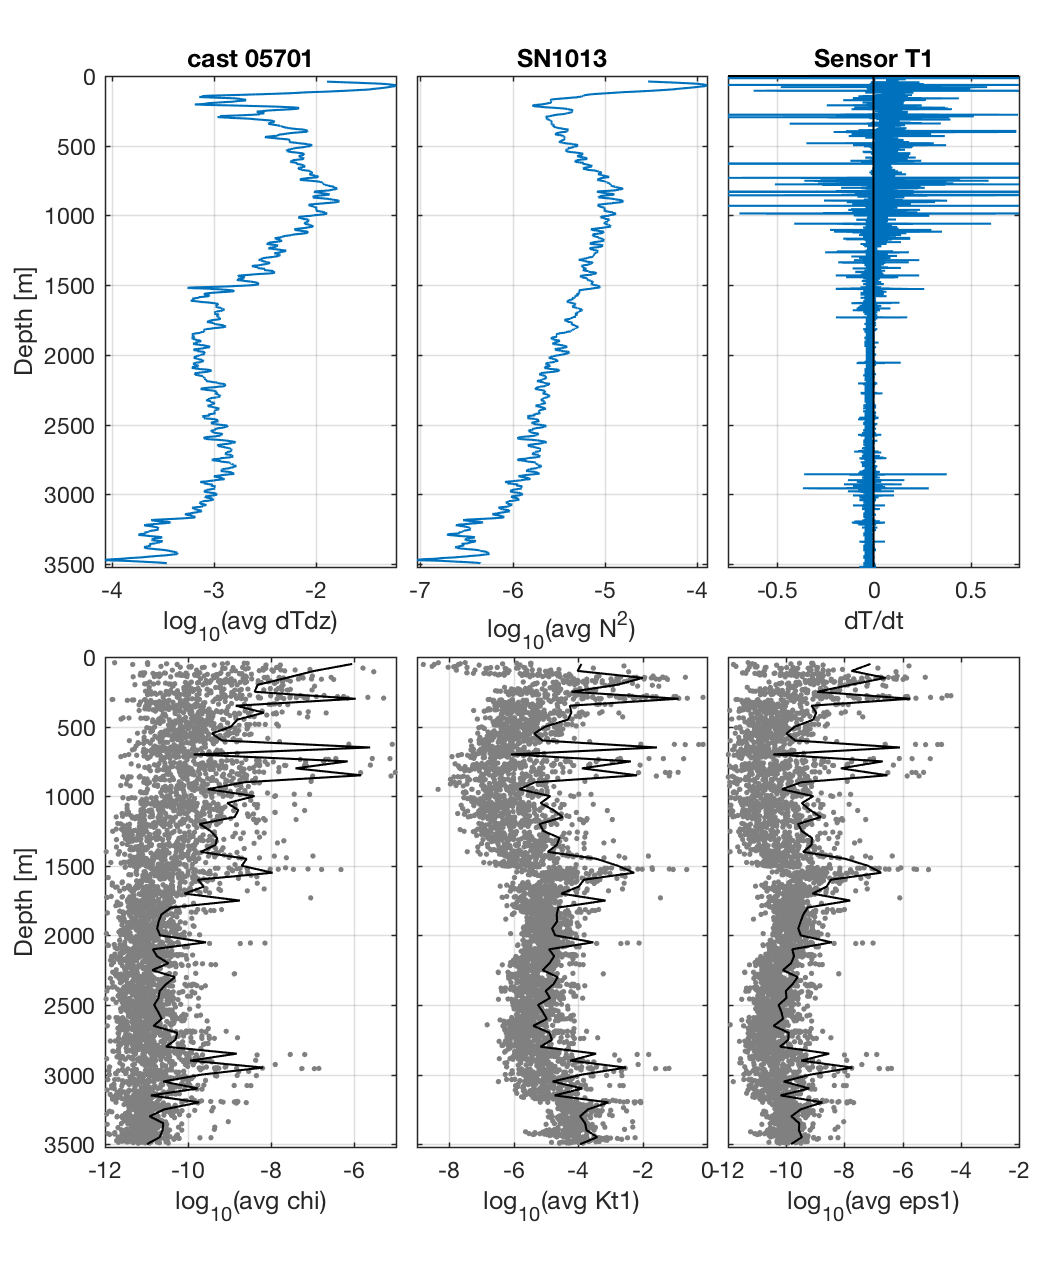 cast 05701 SN1013 Sensor T1
0
500
1000
1500
2000
2500
3000
3500
Depth [m]
-4 -3 -2
log10(avg dTdz)
-7 -6 -5 -4
log10(avg N2)
-0.5 0 0.5
dT/dt
0
500
1000
1500
2000
2500
3000
3500
Depth [m]
-12 -10 -8 -6
log10(avg chi)
-8 -6 -4 -2 0
log10(avg Kt1)
-12 -10 -8 -6 -4 -2
log10(avg eps1)